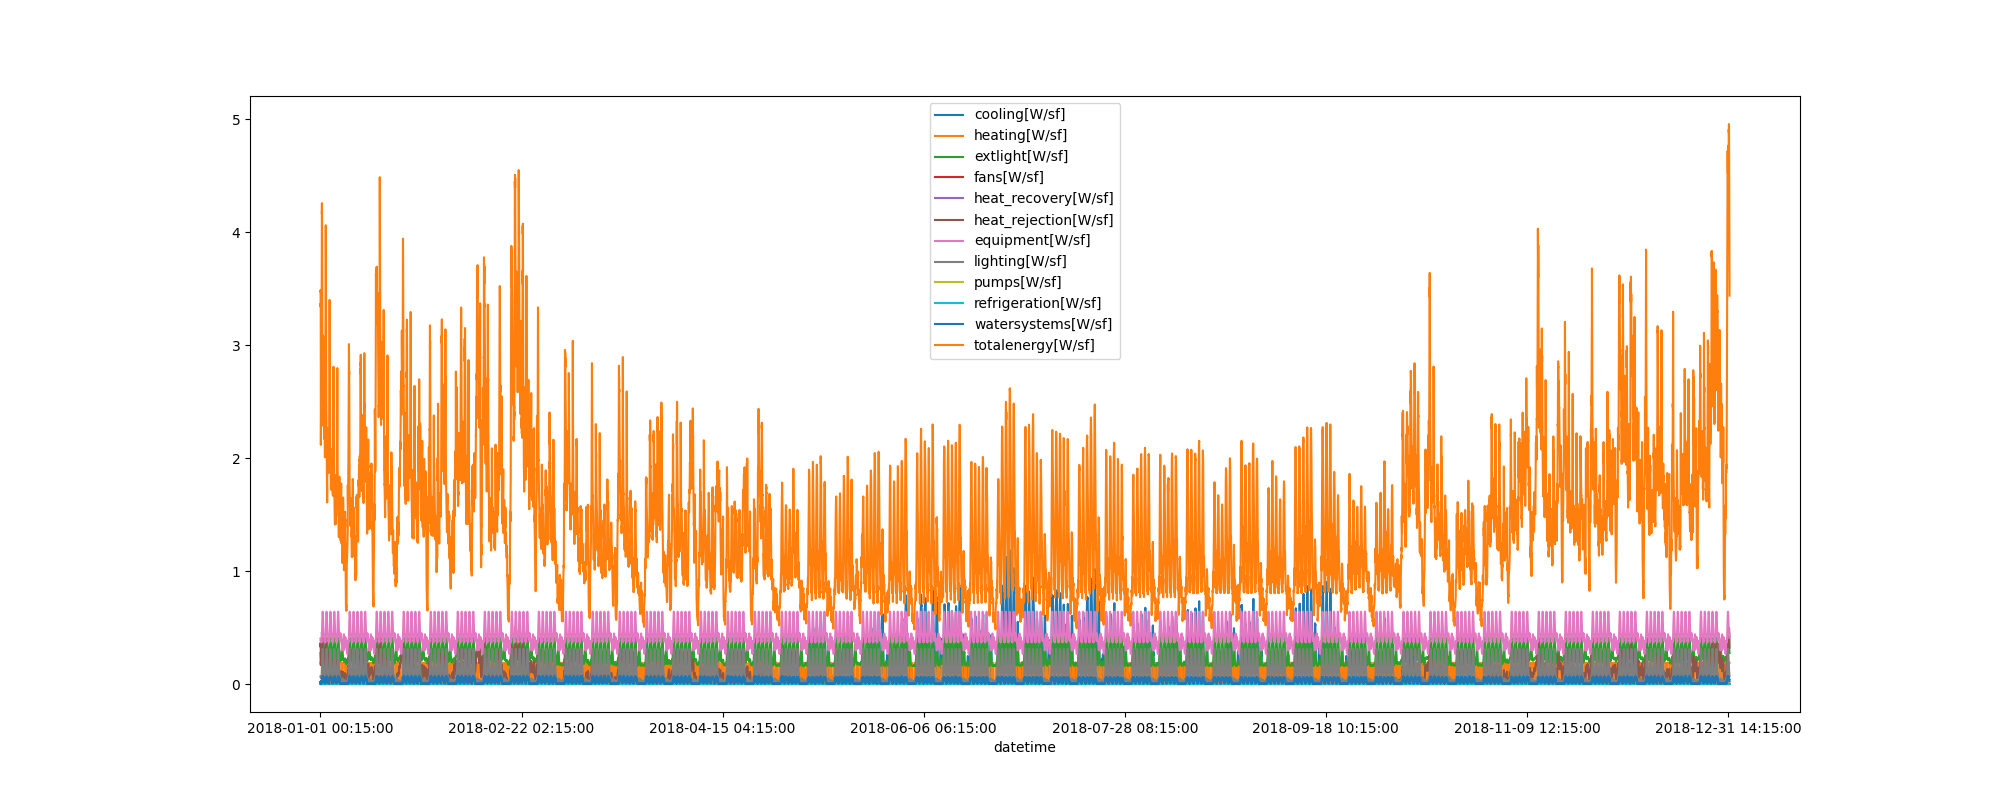 5
4
3
2
1
0
cooling[W/sf]
heating[W/sf]
extlight[W/sf]
fans[W/sf]
heat_recovery[W/sf]
heat_rejection[W/sf]
equipment[W/sf]
lighting[W/sf]
pumps[W/sf]
refrigeration[W/sf]
watersystems[W/sf]
totalenergy[W/sf]
2018-01-01 00:15:00 2018-02-22 02:15:00 2018-04-15 04:15:00 2018-06-06 06:15:00 2018-07-28 08:15:00 2018-09-18 10:15:00 2018-11-09 12:15:00 2018-12-31 14:15:00
datetime